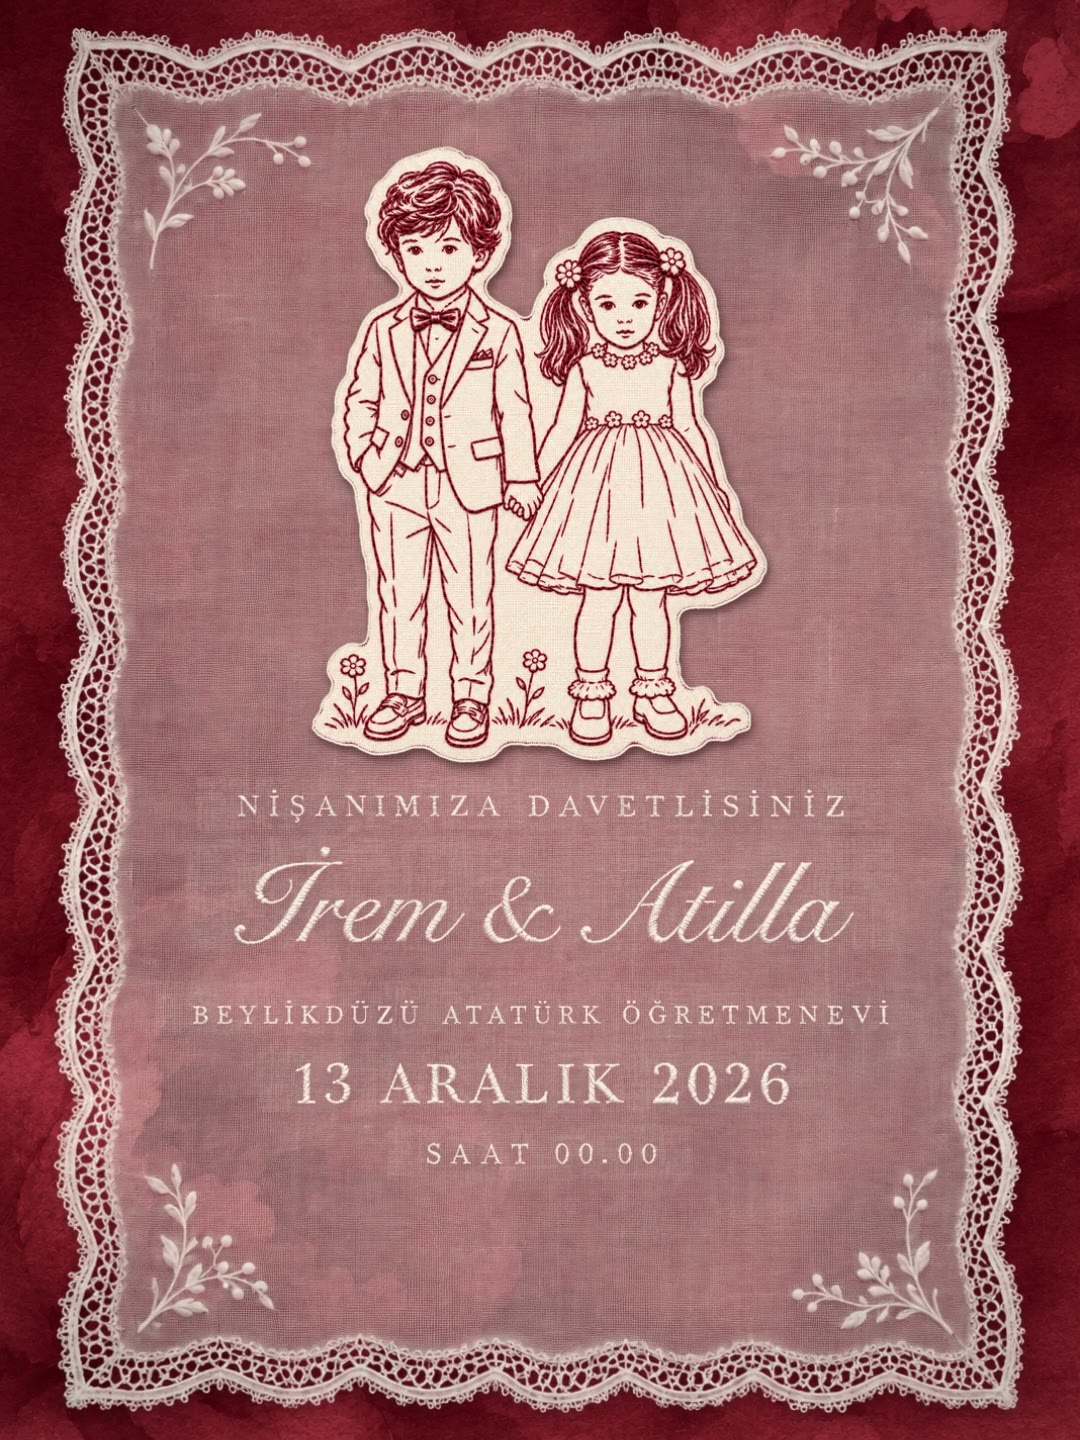 NİŞANIMIZA DAVETLİSİNİZ
İrem & Atilla
BEYLİKDÜZÜ ATATÜRK ÖĞRETMENEVİ
13 ARALIK 2026
SAAT 00.00